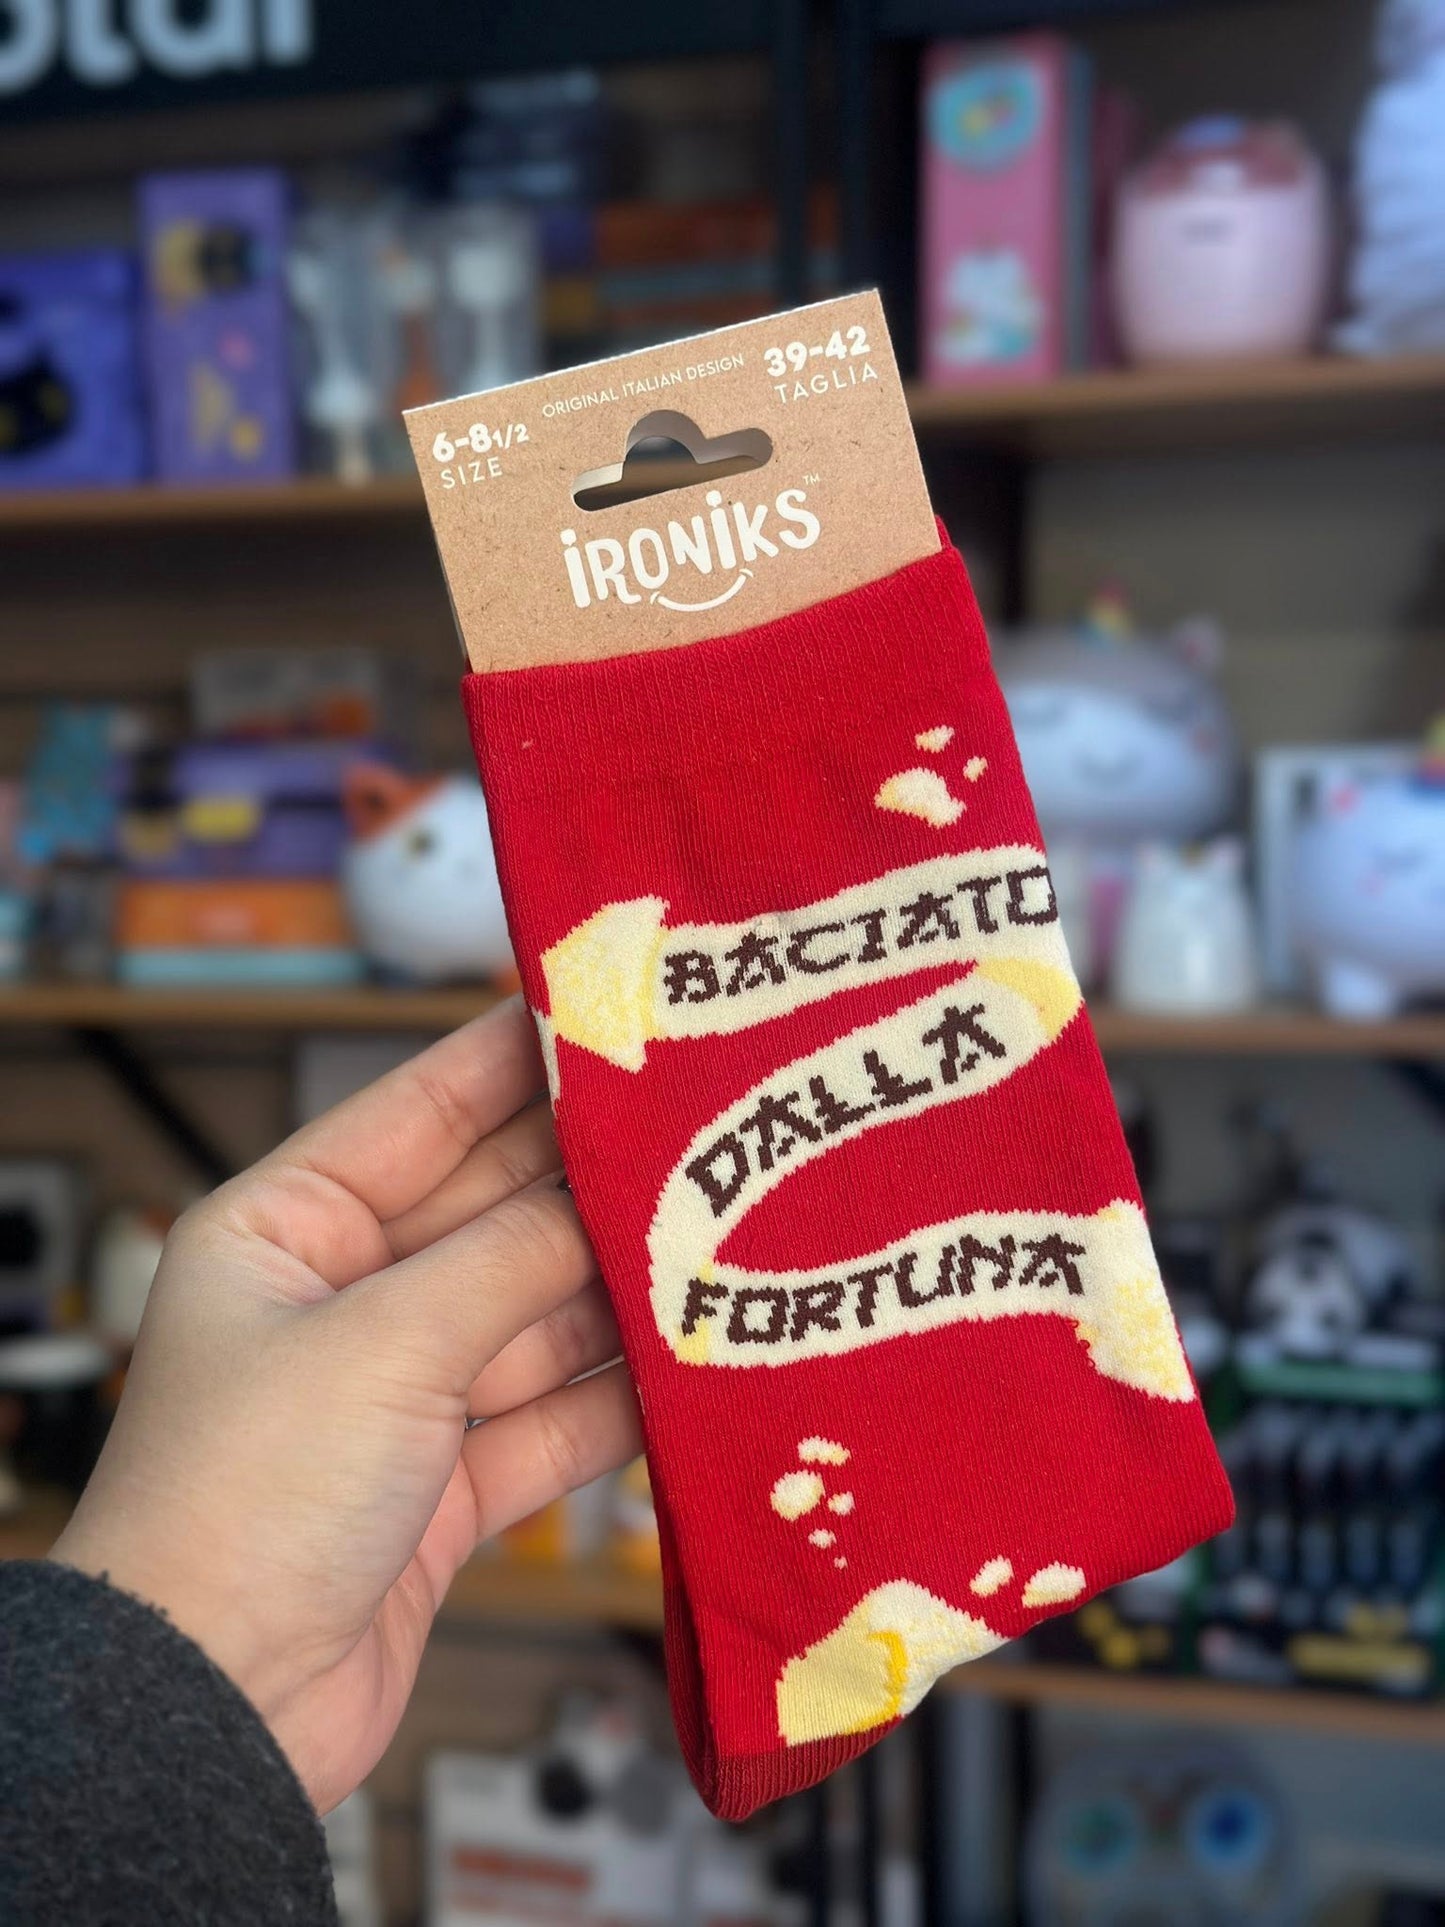 6-8 1/2
SIZE
ORIGINAL ITALIAN DESIGN
39-42
TAGLIA
iRONiKS™
BACIATO
DALLA
FORTUNA